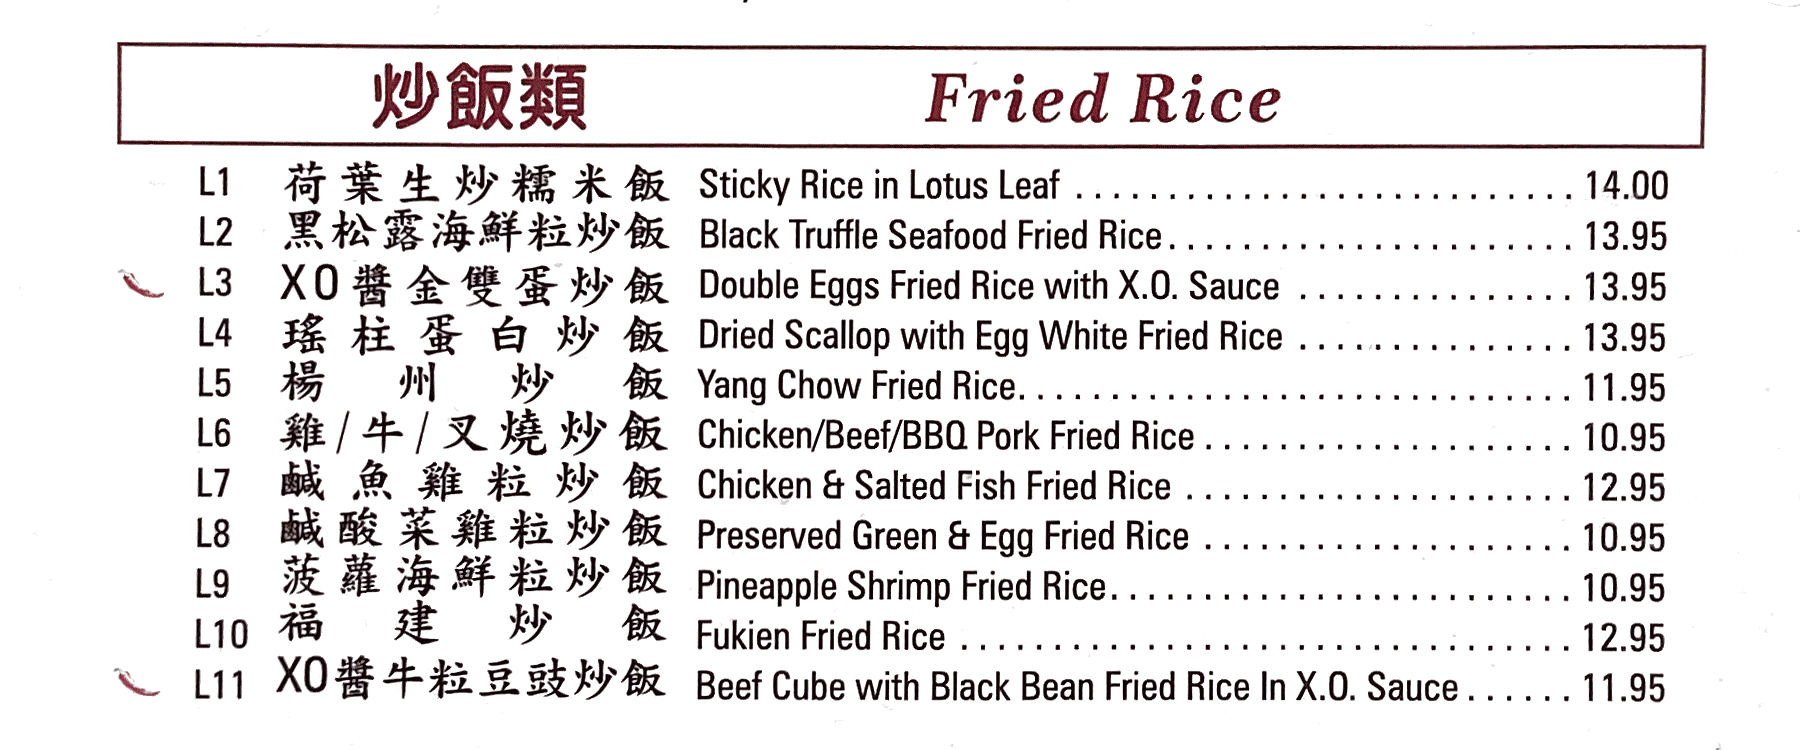 炒飯類 Fried Rice
L1 荷葉生炒糯米飯 Sticky Rice in Lotus Leaf 14.00
L2 黑松露海鮮粒炒飯 Black Truffle Seafood Fried Rice 13.95
L3 XO醬金雙蛋炒飯 Double Eggs Fried Rice with X.O. Sauce 13.95
L4 瑤柱蛋白炒飯 Dried Scallop with Egg White Fried Rice 13.95
L5 楊州炒飯 Yang Chow Fried Rice 11.95
L6 雞/牛/叉燒炒飯 Chicken/Beef/BBQ Pork Fried Rice 10.95
L7 鹹魚雞粒炒飯 Chicken & Salted Fish Fried Rice 12.95
L8 鹹酸菜雞粒炒飯 Preserved Green & Egg Fried Rice 10.95
L9 菠蘿海鮮粒炒飯 Pineapple Shrimp Fried Rice 10.95
L10 福建炒飯 Fukien Fried Rice 12.95
L11 XO醬牛粒豆豉炒飯 Beef Cube with Black Bean Fried Rice In X.O. Sauce 11.95